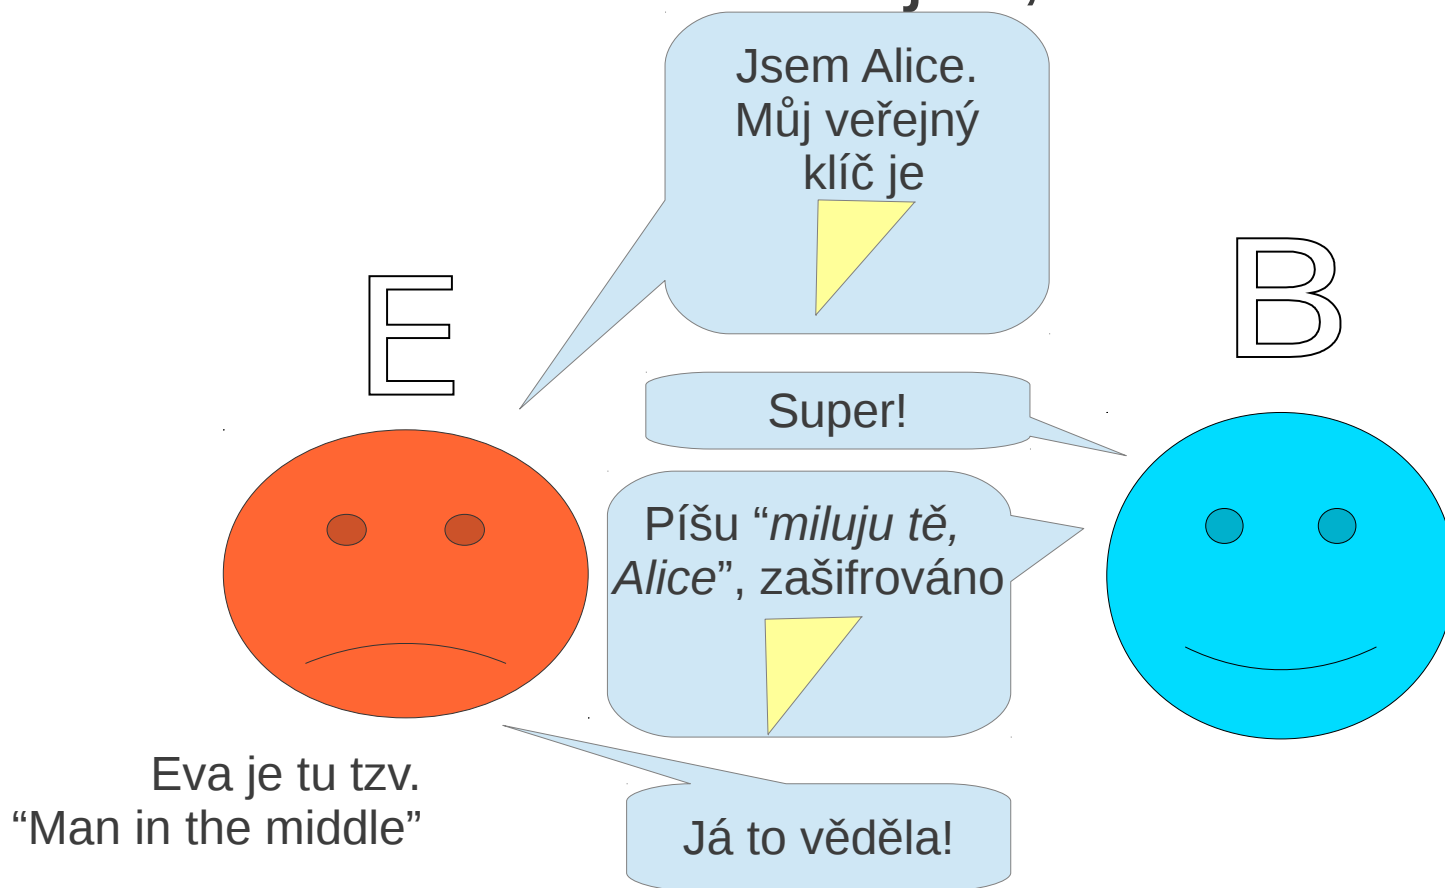 Jsem Alice.
Můj veřejný
klíč je
E
B
Super!
Píšu “miluju tě,
Alice”, zašifrováno
Eva je tu tzv.
“Man in the middle”
Já to věděla!